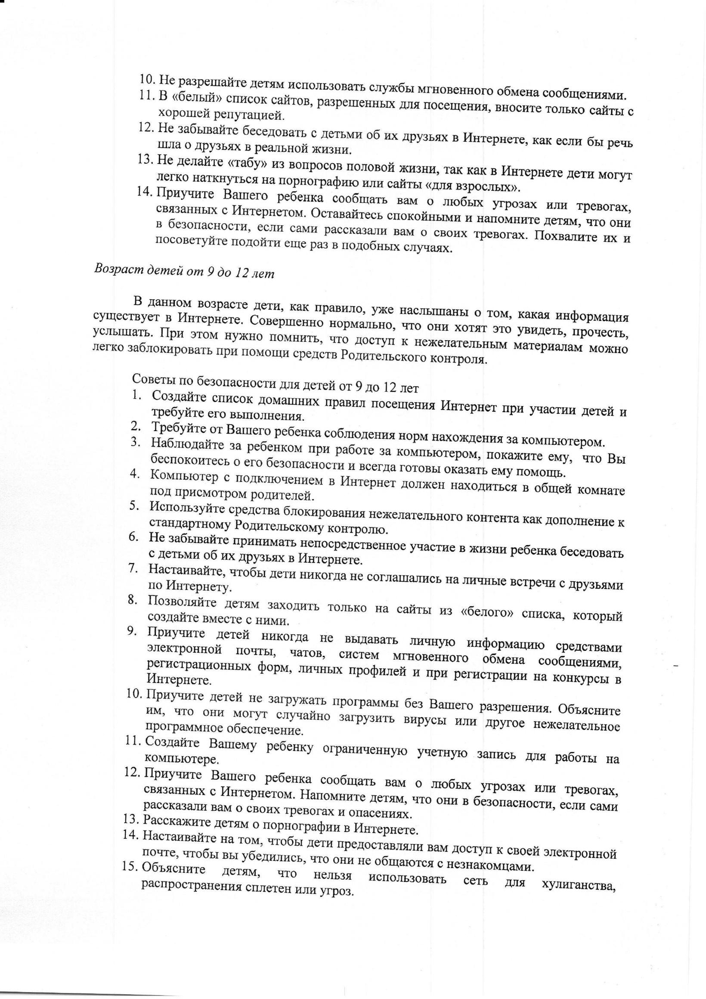 10. Не разрешайте детям использовать службы мгновенного обмена сообщениями.
11. В «белый» список сайтов, разрешенных для посещения, вносите только сайты с
хорошей репутацией.
12. Не забывайте беседовать с детьми об их друзьях в Интернете, как если бы речь
шла о друзьях в реальной жизни.
13. Не делайте «табу» из вопросов половой жизни, так как в Интернете дети могут
легко наткнуться на порнографию или сайты «для взрослых».
14. Приучите Вашего ребенка сообщать вам о любых угрозах или тревогах,
связанных с Интернетом. Оставайтесь спокойными и напомните детям, что они
в безопасности, если сами рассказали вам о своих тревогах. Похвалите их и
посоветуйте подойти еще раз в подобных случаях.
Возраст детей от 9 до 12 лет
В данном возрасте дети, как правило, уже наслышаны о том, какая информация
существует в Интернете. Совершенно нормально, что они хотят это увидеть, прочесть,
услышать. При этом нужно помнить, что доступ к нежелательным материалам можно
легко заблокировать при помощи средств Родительского контроля.
Советы по безопасности для детей от 9 до 12 лет
1. Создайте список домашних правил посещения Интернет при участии детей и
требуйте его выполнения.
2. Требуйте от Вашего ребенка соблюдения норм нахождения за компьютером.
3. Наблюдайте за ребенком при работе за компьютером, покажите ему, что Вы
беспокоитесь о его безопасности и всегда готовы оказать ему помощь.
4. Компьютер с подключением в Интернет должен находиться в общей комнате
под присмотром родителей.
5. Используйте средства блокирования нежелательного контента как дополнение к
стандартному Родительскому контролю.
6. Не забывайте принимать непосредственное участие в жизни ребенка беседовать
с детьми об их друзьях в Интернете.
7. Настаивайте, чтобы дети никогда не соглашались на личные встречи с друзьями
по Интернету.
8. Позволяйте детям заходить только на сайты из «белого» списка, который
создайте вместе с ними.
9. Приучите детей никогда не выдавать личную информацию средствами
электронной почты, чатов, систем мгновенного обмена сообщениями,
регистрационных форм, личных профилей и при регистрации на конкурсы в
Интернете.
10. Приучите детей не загружать программы без Вашего разрешения. Объясните
им, что они могут случайно загрузить вирусы или другое нежелательное
программное обеспечение.
11. Создайте Вашему ребенку ограниченную учетную запись для работы на
компьютере.
12. Приучите Вашего ребенка сообщать вам о любых угрозах или тревогах,
связанных с Интернетом. Напомните детям, что они в безопасности, если сами
рассказали вам о своих тревогах и опасениях.
13. Расскажите детям о порнографии в Интернете.
14. Настаивайте на том, чтобы дети предоставляли вам доступ к своей электронной
почте, чтобы вы убедились, что они не общаются с незнакомцами.
15. Объясните детям, что нельзя использовать сеть для хулиганства,
распространения сплетен или угроз.